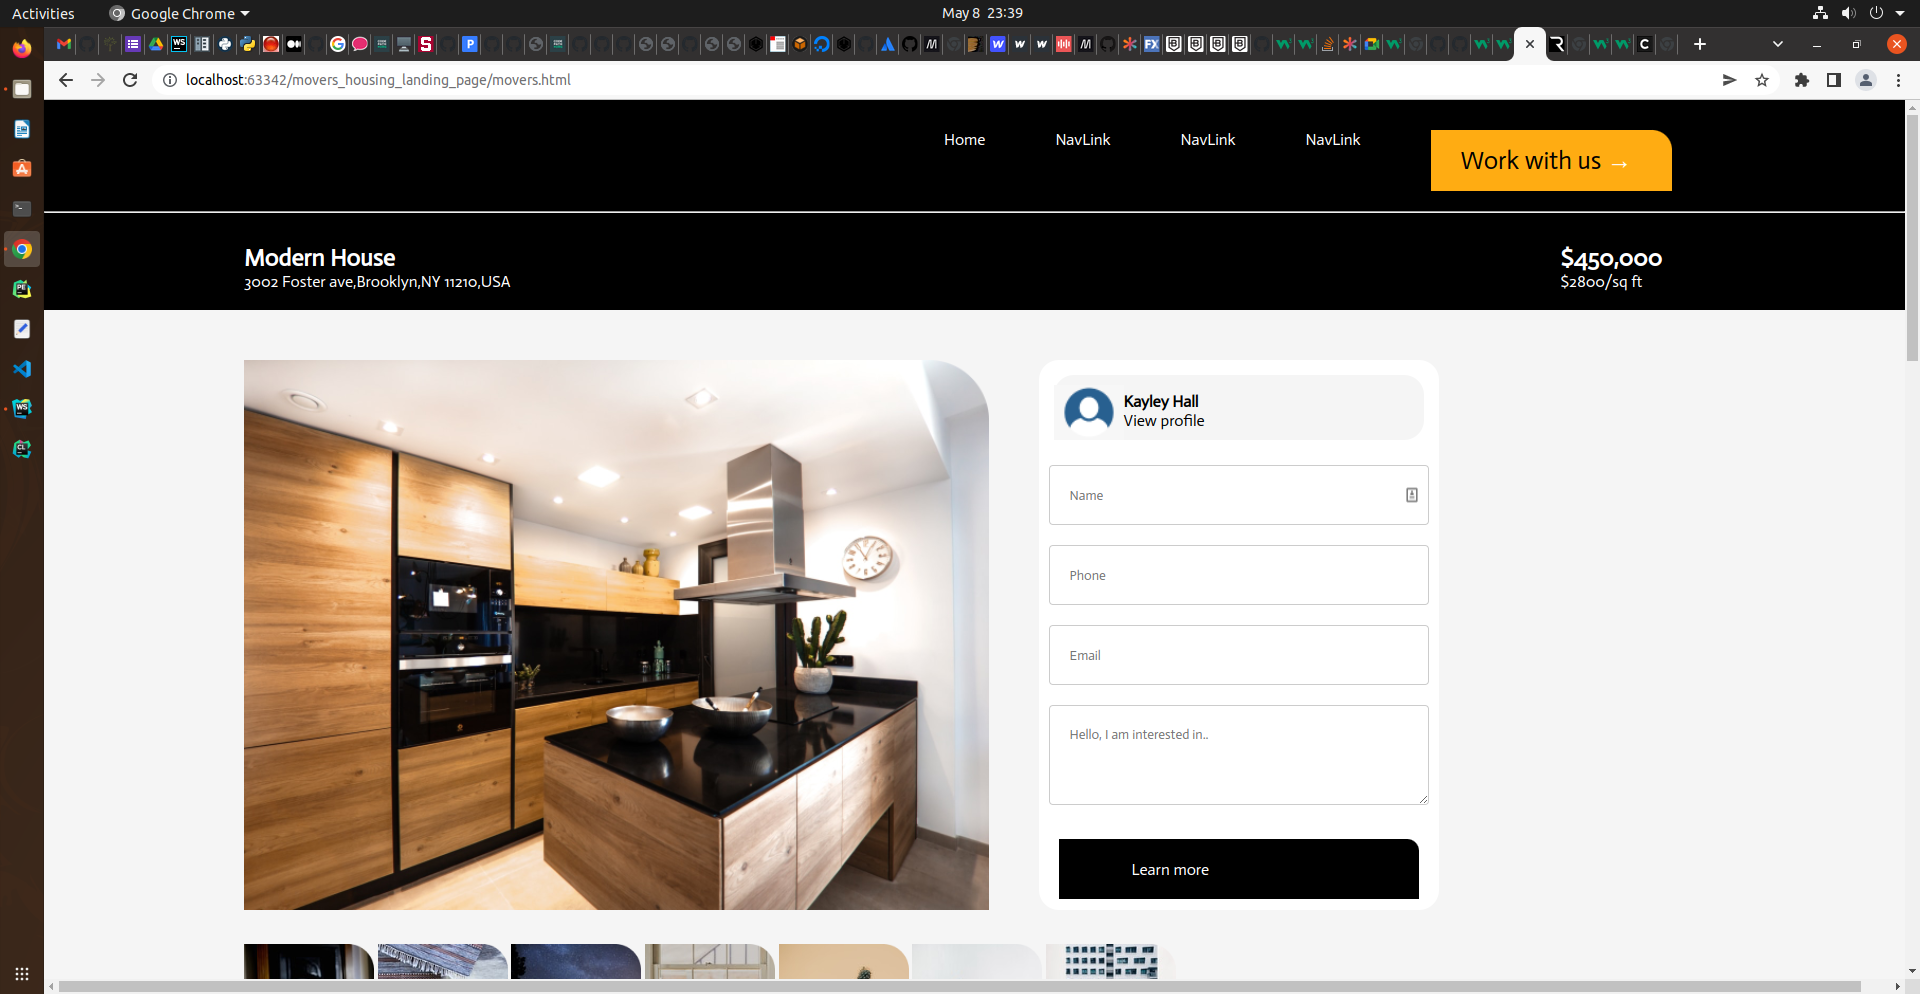 Activities
Google Chrome
May 8 23:39
localhost:63342/movers_housing_landing_page/movers.html
Home
NavLink
NavLink
NavLink
Work with us →
Modern House
3002 Foster ave,Brooklyn,NY 11210,USA
$450,000
$2800/sq ft
Kayley Hall
View profile
Name
Phone
Email
Hello, I am interested in..
Learn more